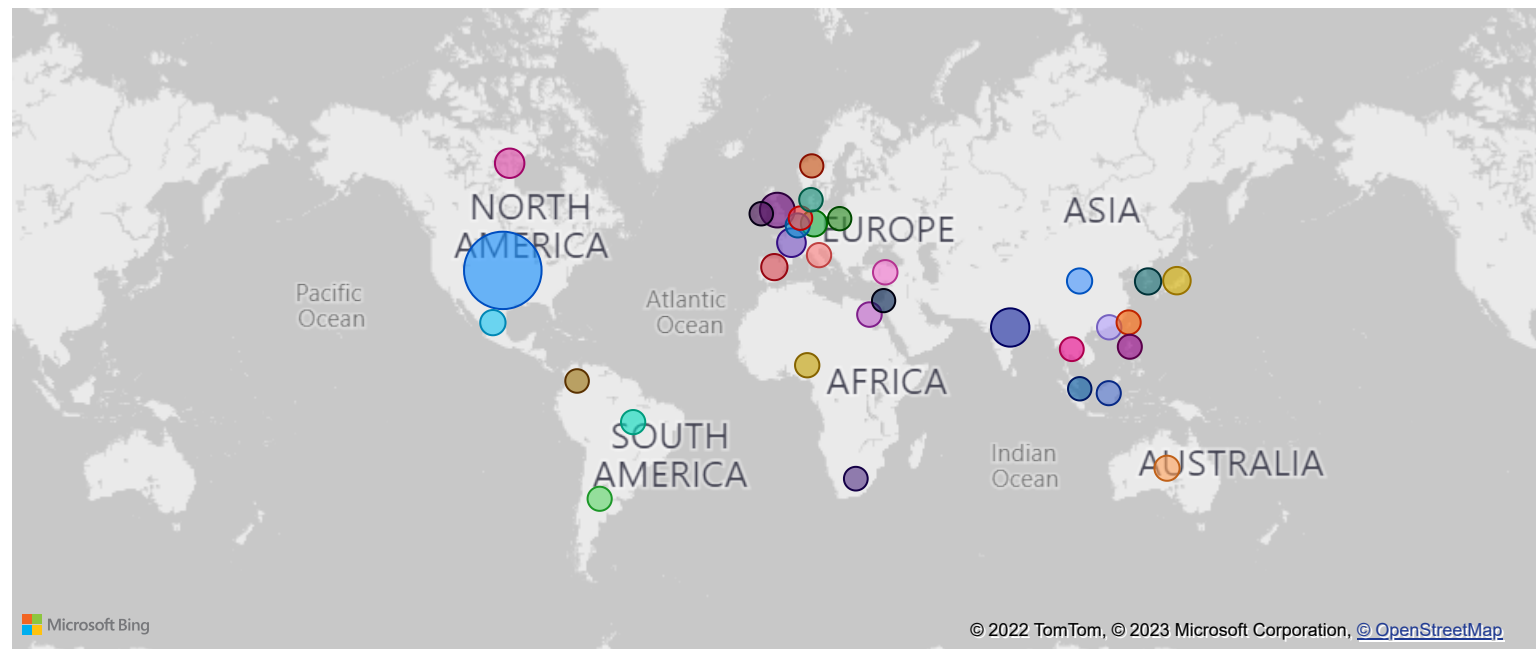 NORTH
AMERICA
EUROPE
ASIA
Pacific
Ocean
Atlantic
Ocean
AFRICA
SOUTH
AMERICA
Indian
Ocean
AUSTRALIA
Microsoft Bing
© 2022 TomTom, © 2023 Microsoft Corporation, © OpenStreetMap